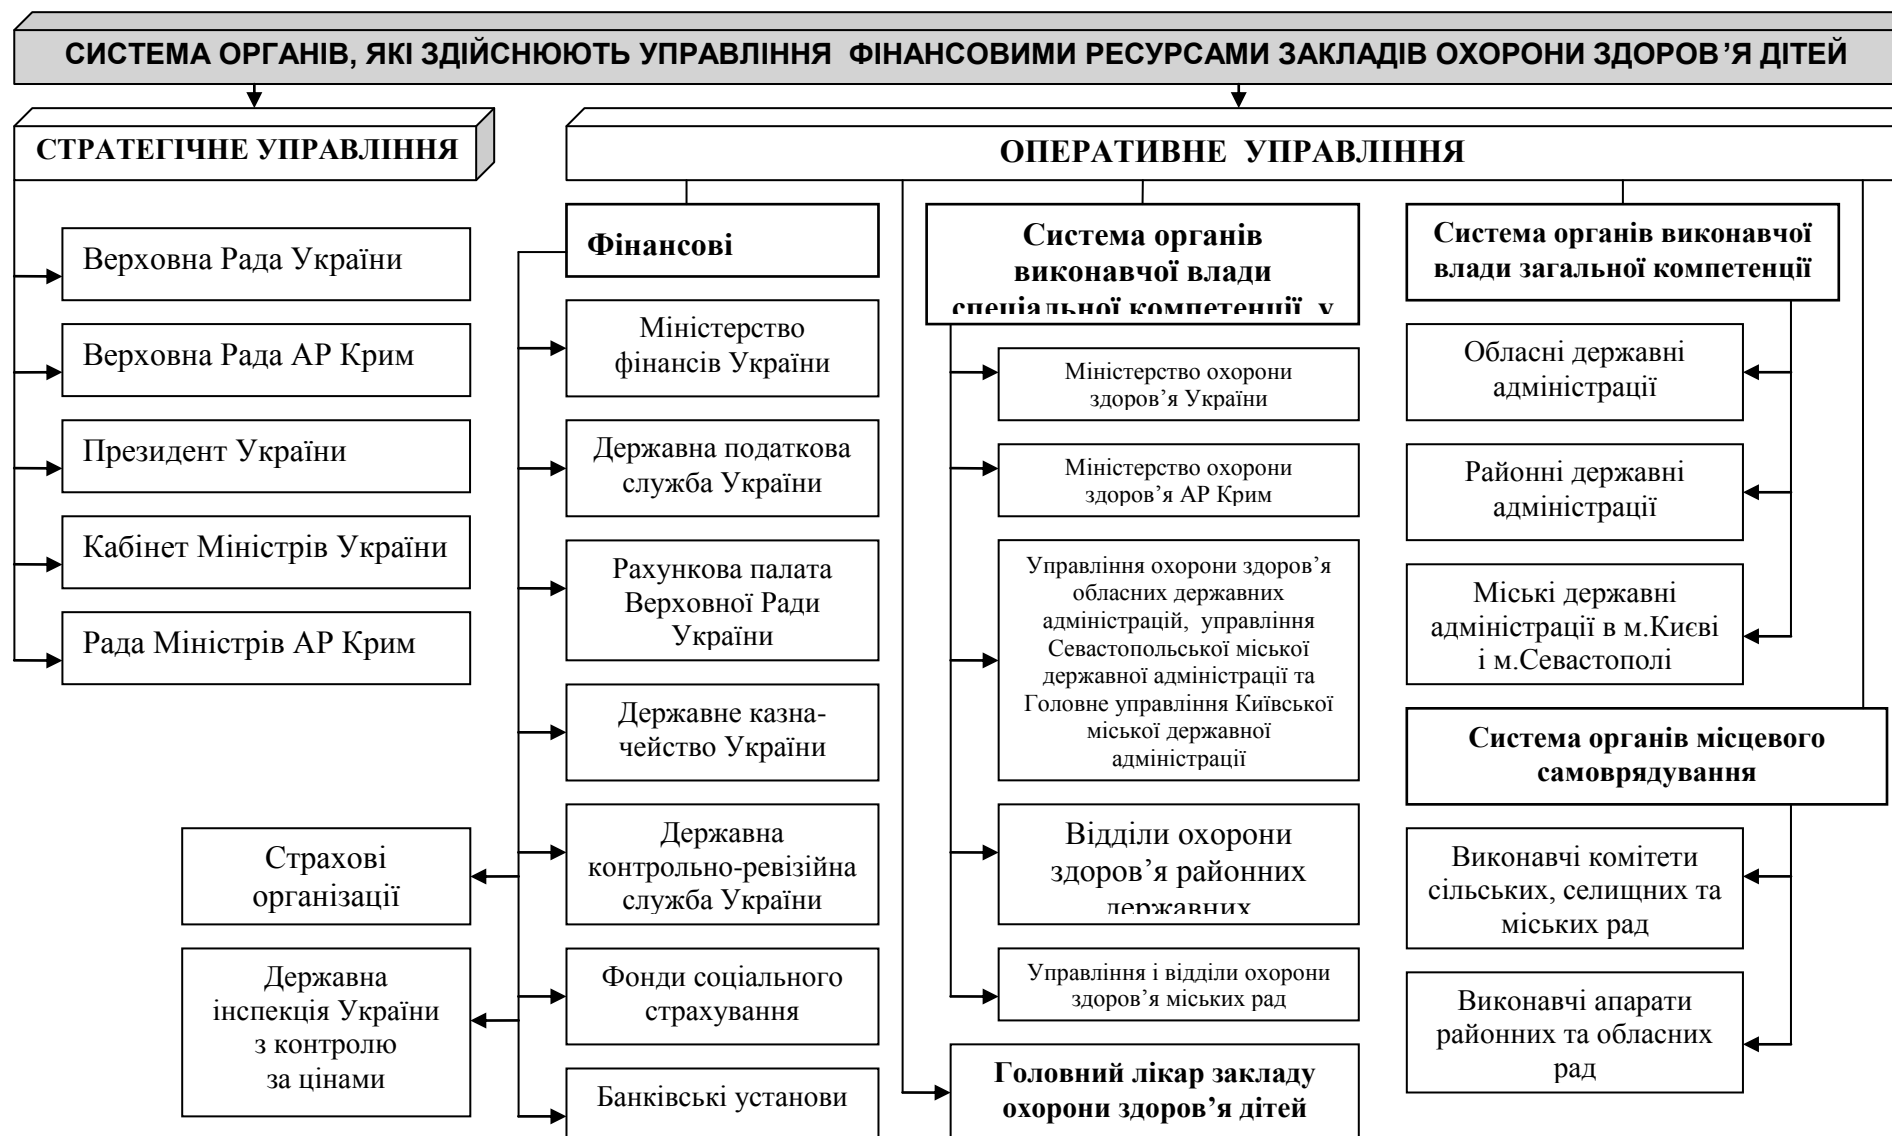 СИСТЕМА ОРГАНІВ, ЯКІ ЗДІЙСНЮЮТЬ УПРАВЛІННЯ ФІНАНСОВИМИ РЕСУРСАМИ ЗАКЛАДІВ ОХОРОНИ ЗДОРОВ’Я ДІТЕЙ
СТРАТЕГІЧНЕ УПРАВЛІННЯ
Верховна Рада України
Верховна Рада АР Крим
Президент України
Кабінет Міністрів України
Рада Міністрів АР Крим
ОПЕРАТИВНЕ УПРАВЛІННЯ
Фінансові
Міністерство
фінансів України
Державна податкова
служба України
Рахункова палата
Верховної Ради
України
Державне казна-
чейство України
Державна
контрольно-ревізійна
служба України
Фонди соціального
страхування
Банківські установи
Страхові
організації
Державна
інспекція України
з контролю
за цінами
Система органів
виконавчої влади
спеціальної компетенції у
Міністерство охорони
здоров’я України
Міністерство охорони
здоров’я АР Крим
Управління охорони здоров’я
обласних державних
адміністрацій, управління
Севастопольської міської
державної адміністрації та
Головне управління Київської
міської державної
адміністрації
Відділи охорони
здоров’я районних
державних
Управління і відділи охорони
здоров’я міських рад
Головний лікар закладу
охорони здоров’я дітей
Система органів виконавчої
влади загальної компетенції
Обласні державні
адміністрації
Районні державні
адміністрації
Міські державні
адміністрації в м.Києві
і м.Севастополі
Система органів місцевого
самоврядування
Виконавчі комітети
сільських, селищних та
міських рад
Виконавчі апарати
районних та обласних
рад